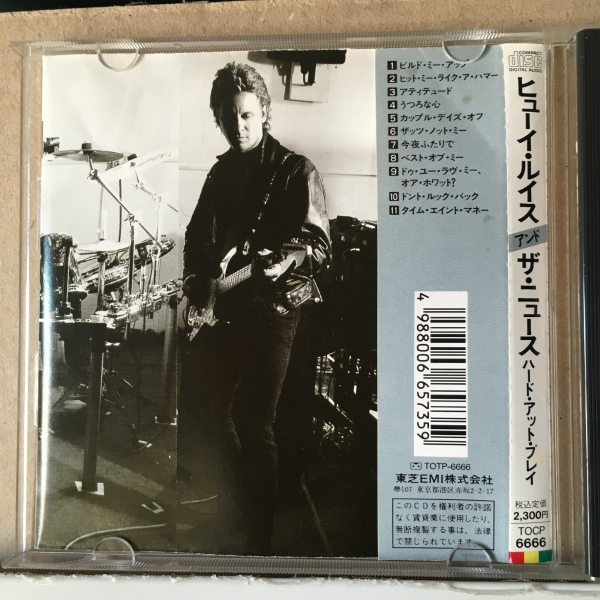 1 ビルド・ミー・アップ
2 ヒット・ミー・ライク・ア・ハマー
3 アティテュード
4 うつろな心
5 カップル・デイズ・オフ
6 ザッツ・ノット・ミー
7 今夜ふたりで
8 ベスト・オブ・ミー
9 ドゥ・ユー・ラヴ・ミー、
オア・ホワット?
10 ドント・ルック・バック
11 タイム・エイント・マネー
4 988006 657359
TOTP-6666
東芝EMI株式会社
〒107 東京都港区赤坂2-2-17
このCDを権利者の許諾
なく賃貸業に使用したり、
無断複製する事は、法律
で禁じられています。
COMPACT
disc
DIGITAL AUDIO
ヒューイ・ルイス アンド ザ・ニュース ハード・アット・プレイ
税込定価
2,300円
TOCP
6666